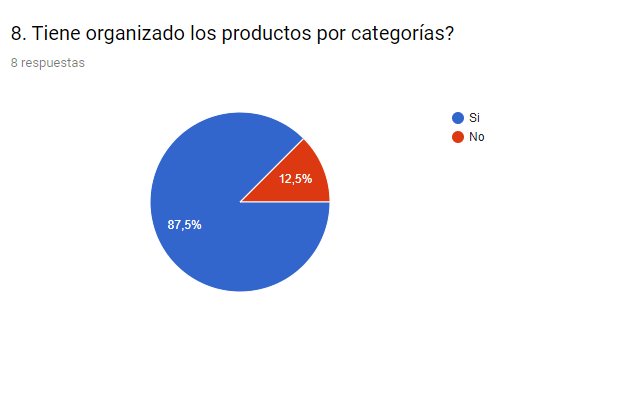 8. Tiene organizado los productos por categorías?
8 respuestas
Si
No
12,5%
87,5%